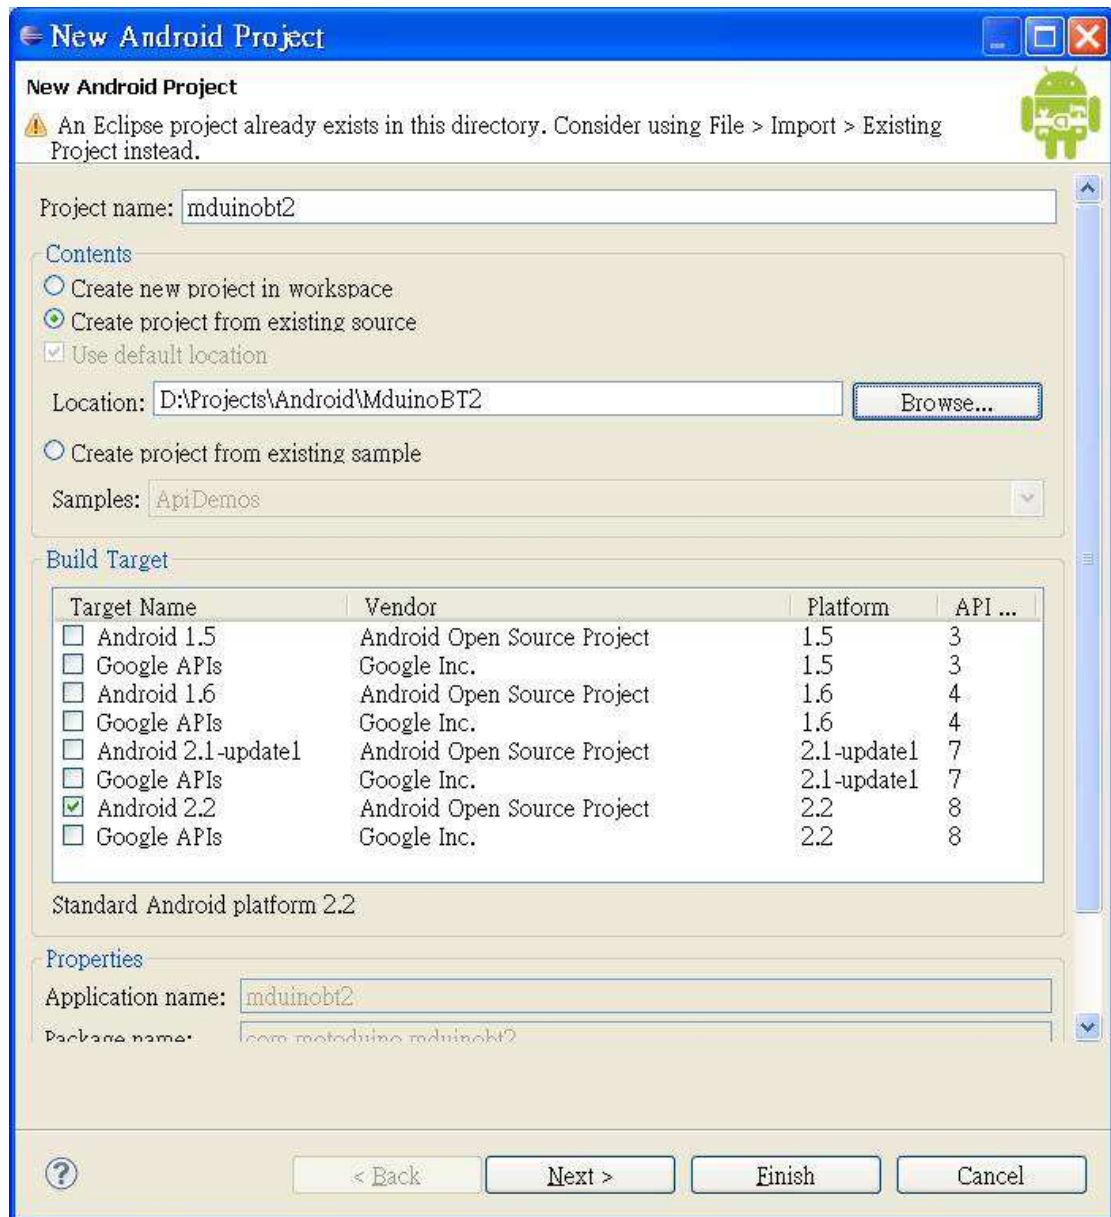 New Android Project
New Android Project
An Eclipse project already exists in this directory. Consider using File > Import > Existing
Project instead.
Project name: mduinobt2
Contents
Create new project in workspace
Create project from existing source
Use default location
Location: D:\Projects\Android\MduinoBT2 Browse...
Create project from existing sample
Samples: ApiDemos
Build Target
Target Name Vendor Platform API ...
Android 1.5 Android Open Source Project 1.5 3
Google APIs Google Inc. 1.5 3
Android 1.6 Android Open Source Project 1.6 4
Google APIs Google Inc. 1.6 4
Android 2.1-update1 Android Open Source Project 2.1-update1 7
Google APIs Google Inc. 2.1-update1 7
Android 2.2 Android Open Source Project 2.2 8
Google APIs Google Inc. 2.2 8
Standard Android platform 2.2
Properties
Application name: mduinobt2
Package name: com.motoduino.mduinobt2
< Back Next > Finish Cancel